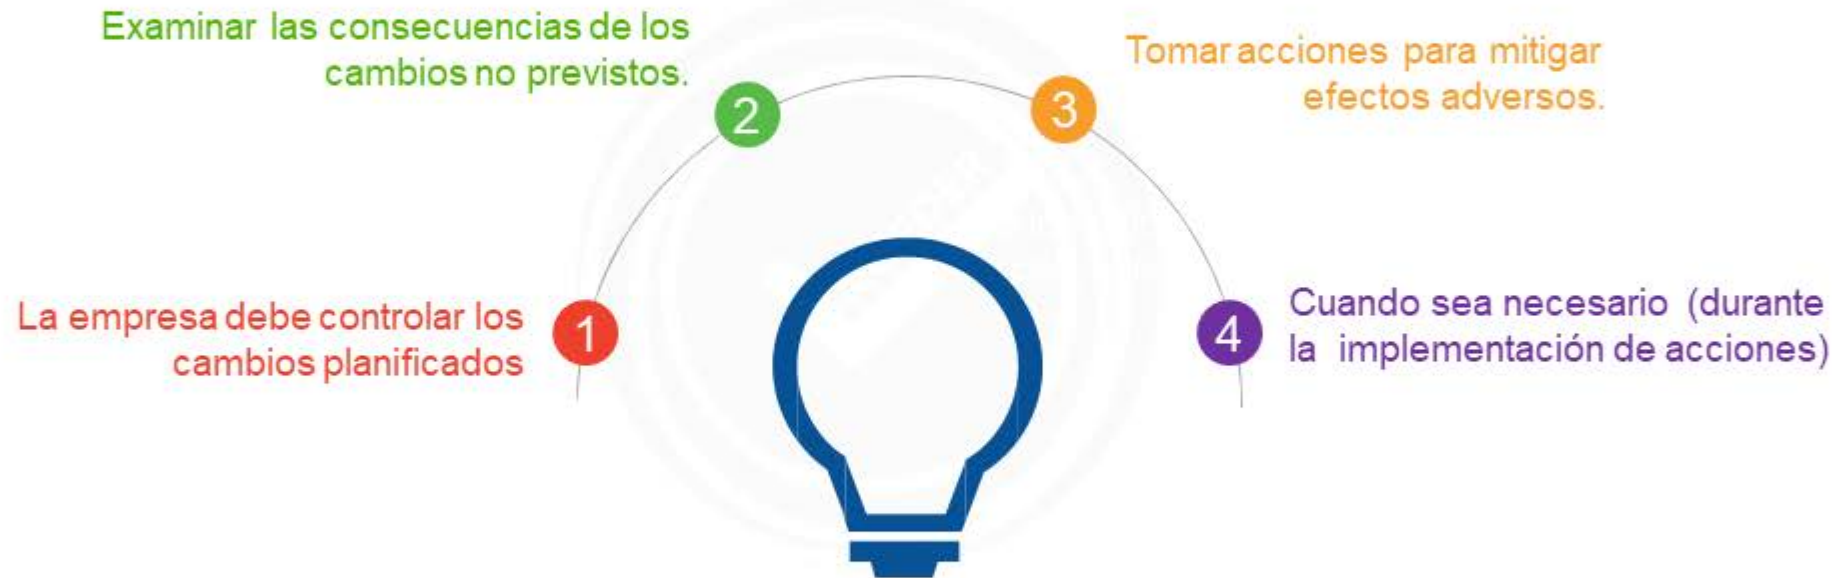 Examinar las consecuencias de los
cambios no previstos.
2
3
Tomar acciones para mitigar
efectos adversos.
La empresa debe controlar los
cambios planificados
1
4
Cuando sea necesario (durante
la implementación de acciones)